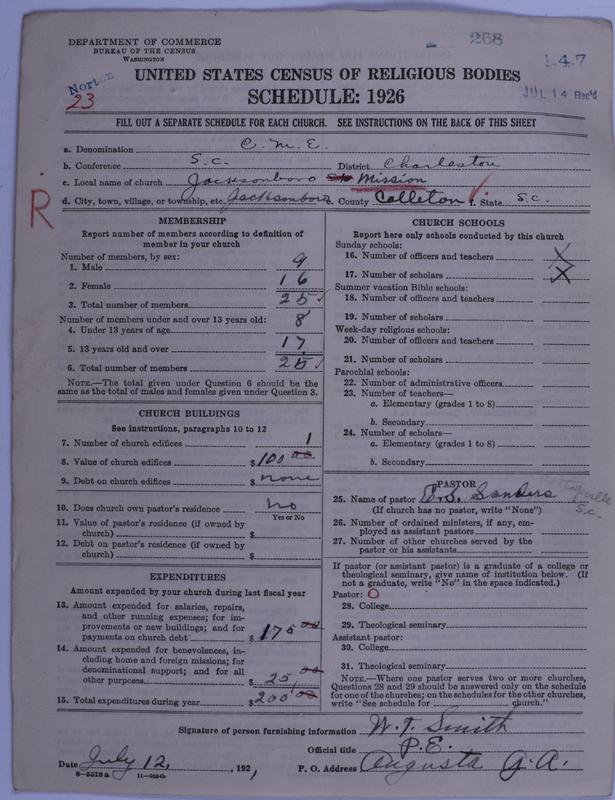 268
DEPARTMENT OF COMMERCE
BUREAU OF THE CENSUS
WASHINGTON
1.4.7
Norton
23
JUL 14 Rec'd
UNITED STATES CENSUS OF RELIGIOUS BODIES
SCHEDULE: 1926
FILL OUT A SEPARATE SCHEDULE FOR EACH CHURCH. SEE INSTRUCTIONS ON THE BACK OF THIS SHEET
a. Denomination C. M. E.
b. Conference S.C. District Charleston
c. Local name of church Jacksonboro Mission
d. City, town, village, or township, etc. Jacksonboro e. County Colleton f. State S.C.
R
MEMBERSHIP
Report number of members according to definition of
member in your church
Number of members, by sex:
1. Male 9
2. Female 16
3. Total number of members 25
Number of members under and over 13 years old:
4. Under 13 years of age 8
5. 13 years old and over 17
6. Total number of members 25
NOTE.—The total given under Question 6 should be the
same as the total of males and females given under Question 3.
CHURCH BUILDINGS
See instructions, paragraphs 10 to 12
7. Number of church edifices 1
8. Value of church edifices $100 00
9. Debt on church edifices $ none
10. Does church own pastor's residence no
Yes or No
11. Value of pastor's residence (if owned by
church) $
12. Debt on pastor's residence (if owned by
church) $
EXPENDITURES
Amount expended by your church during last fiscal year
13. Amount expended for salaries, repairs,
and other running expenses; for im-
provements or new buildings; and for
payments on church debt $175 00
14. Amount expended for benevolences, in-
cluding home and foreign missions; for
denominational support; and for all
other purposes $25.00
15. Total expenditures during year $200 00
CHURCH SCHOOLS
Report here only schools conducted by this church
Sunday schools:
16. Number of officers and teachers X
17. Number of scholars X
Summer vacation Bible schools:
18. Number of officers and teachers
19. Number of scholars
Week-day religious schools:
20. Number of officers and teachers
21. Number of scholars
Parochial schools:
22. Number of administrative officers
23. Number of teachers—
a. Elementary (grades 1 to 8)
b. Secondary
24. Number of scholars—
a. Elementary (grades 1 to 8)
b. Secondary
PASTOR
25. Name of pastor Sanders S.C.
(If church has no pastor, write "None")
26. Number of ordained ministers, if any, em-
ployed as assistant pastors
27. Number of other churches served by the
pastor or his assistants
If pastor (or assistant pastor) is a graduate of a college or
theological seminary, give name of institution below. (If
not a graduate, write "No" in the space indicated.)
Pastor: O
28. College
29. Theological seminary
Assistant pastor:
30. College
31. Theological seminary
NOTE.—Where one pastor serves two or more churches,
Questions 28 and 29 should be answered only on the schedule
for one of the churches; on the schedules for the other churches,
write "See schedule for church."
Signature of person furnishing information W. T. Smith
Official title P. E.
Date July 12, 192 , P. O. Address Augusta G.A.
8-5518a 11-9554b